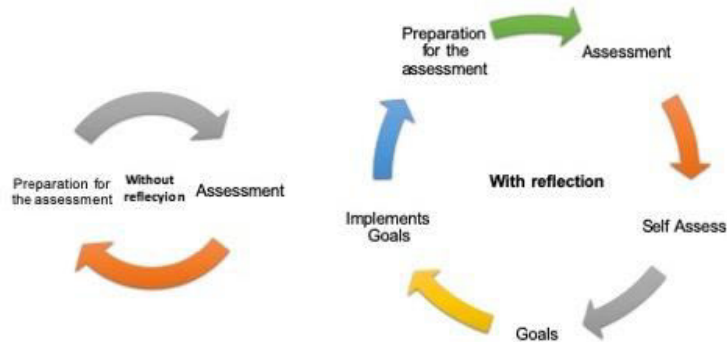 Preparation for
the assessment
Without
reflecyion
Assessment
Preparation
for the
assessment
Assessment
With reflection
Self Assess
Goals
Implements
Goals